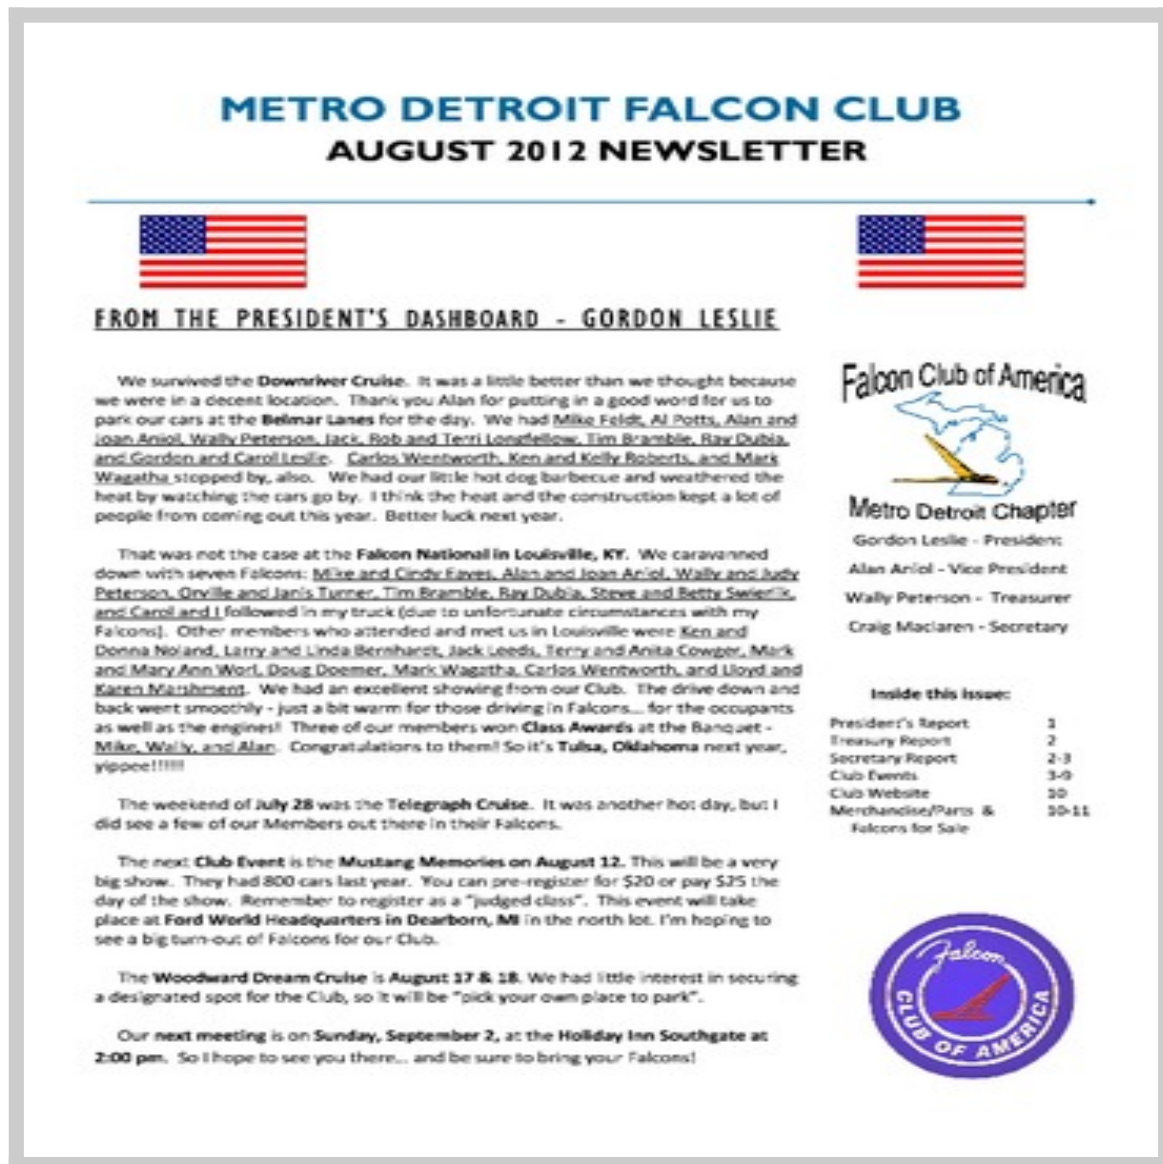 METRO DETROIT FALCON CLUB
AUGUST 2012 NEWSLETTER
FROM THE PRESIDENT'S DASHBOARD - GORDON LESLIE
We survived the Downriver Cruise. It was a little better than we thought because
we were in a decent location. Thank you Alan for putting in a good word for us to
park our cars at the Belmar Lanes for the day. We had Mike Feldt, Al Potts, Alan and
Joan Aniol, Wally Peterson, Jack, Rob and Terri Longfellow, Tim Bramble, Ray Dubia,
and Gordon and Carol Leslie. Carlos Wentworth, Ken and Kelly Roberts, and Mark
Wagatha stopped by, also. We had our little hot dog barbecue and weathered the
heat by watching the cars go by. I think the heat and the construction kept a lot of
people from coming out this year. Better luck next year.
That was not the case at the Falcon National in Louisville, KY. We caravanned
down with seven Falcons: Mike and Cindy Eaves, Alan and Joan Aniol, Wally and Judy
Peterson, Orville and Janis Turner, Tim Bramble, Ray Dubia, Steve and Betty Swierlik,
and Carol and I followed in my truck (due to unfortunate circumstances with my
Falcons). Other members who attended and met us in Louisville were Ken and
Donna Noland, Larry and Linda Bernhardt, Jack Leeds, Terry and Anita Cowger, Mark
and Mary Ann Worl, Doug Doemer, Mark Wagatha, Carlos Wentworth, and Lloyd and
Karen Marshment. We had an excellent showing from our Club. The drive down and
back went smoothly - just a bit warm for those driving in Falcons... for the occupants
as well as the engines! Three of our members won Class Awards at the Banquet -
Mike, Wally, and Alan. Congratulations to them! So it's Tulsa, Oklahoma next year,
yippee!!!!!!
The weekend of July 28 was the Telegraph Cruise. It was another hot day, but I
did see a few of our Members out there in their Falcons.
The next Club Event is the Mustang Memories on August 12. This will be a very
big show. They had 800 cars last year. You can pre-register for $20 or pay $25 the
day of the show. Remember to register as a "judged class". This event will take
place at Ford World Headquarters in Dearborn, MI in the north lot. I'm hoping to
see a big turn-out of Falcons for our Club.
The Woodward Dream Cruise is August 17 & 18. We had little interest in securing
a designated spot for the Club, so it will be "pick your own place to park".
Our next meeting is on Sunday, September 2, at the Holiday Inn Southgate at
2:00 pm. So I hope to see you there... and be sure to bring your Falcons!
Falcon Club of America
Metro Detroit Chapter
Gordon Leslie - President
Alan Aniol - Vice President
Wally Peterson - Treasurer
Craig Maclaren - Secretary
Inside this issue:
President's Report 1
Treasury Report 2
Secretary Report 2-3
Club Events 3-9
Club Website 10
Merchandise/Parts & 10-11
Falcons for Sale
Falcon
CLUB OF AMERICA